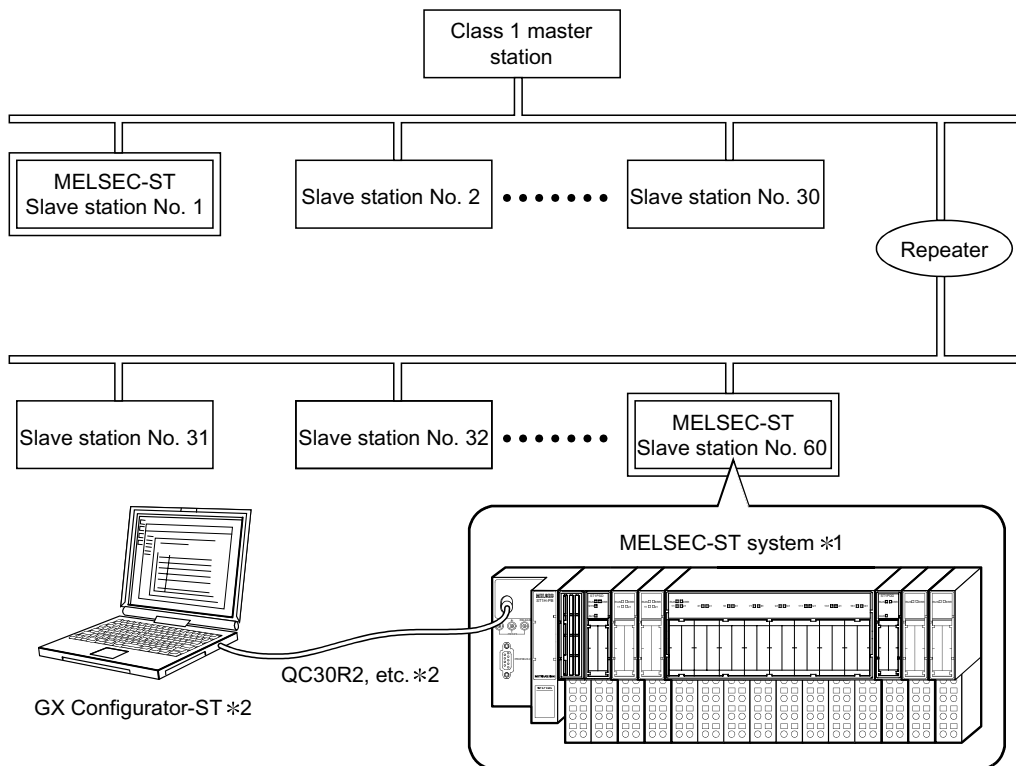 Class 1 master
station
MELSEC-ST
Slave station No. 1
Slave station No. 2
Slave station No. 30
Repeater
Slave station No. 31
Slave station No. 32
MELSEC-ST
Slave station No. 60
MELSEC-ST system *1
QC30R2, etc. *2
GX Configurator-ST *2